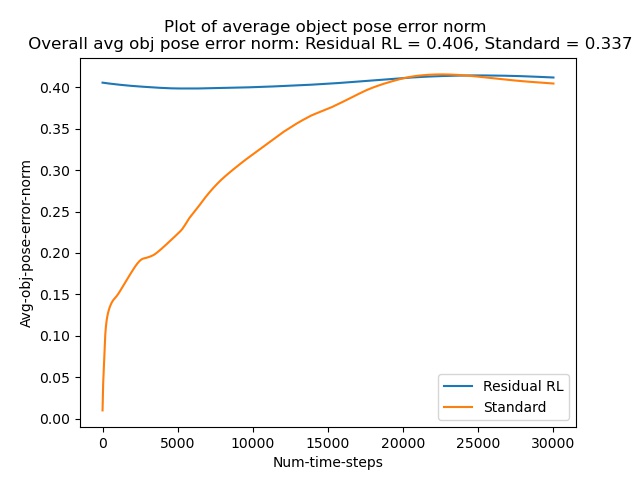 Plot of average object pose error norm
Overall avg obj pose error norm: Residual RL = 0.406, Standard = 0.337
0.40
0.35
0.30
0.25
0.20
0.15
0.10
0.05
0.00
Avg-obj-pose-error-norm
Residual RL
Standard
0 5000 10000 15000 20000 25000 30000
Num-time-steps